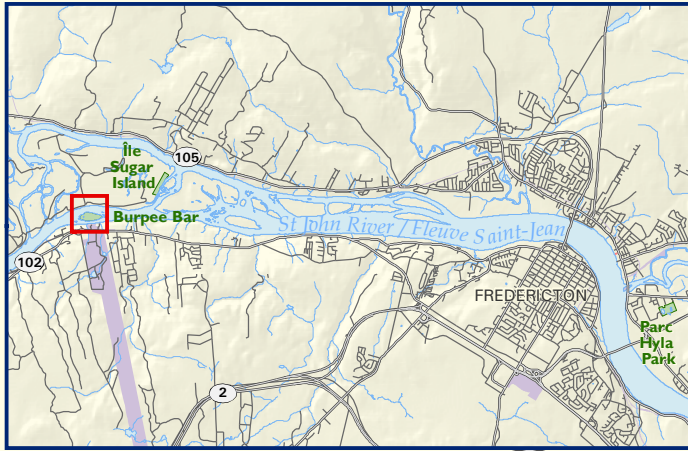 Île
Sugar
Island
105
Burpee Bar
St John River / Fleuve Saint-Jean
102
FREDERICTON
Parc
Hyla
Park
2